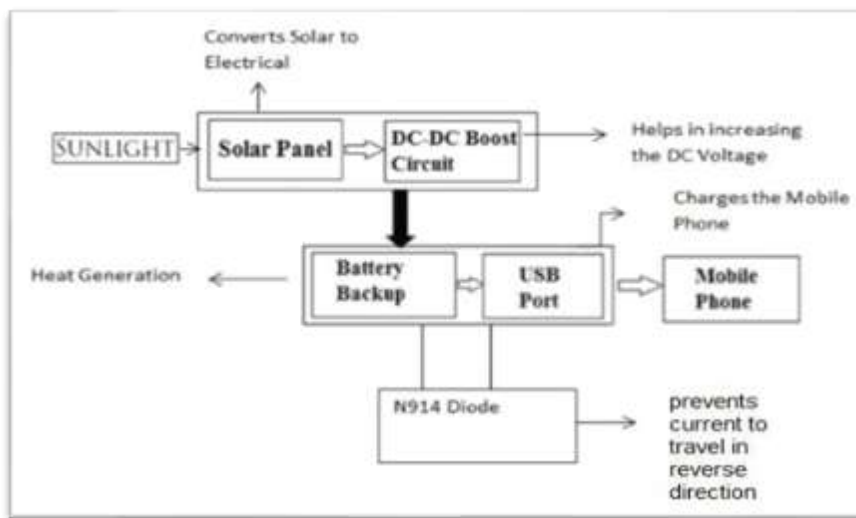 Converts Solar to
Electrical
SUNLIGHT
Solar Panel
DC-DC Boost
Circuit
Helps in increasing
the DC Voltage
Charges the Mobile
Phone
Heat Generation
Battery
Backup
USB
Port
Mobile
Phone
N914 Diode
prevents
current to
travel in
reverse
direction